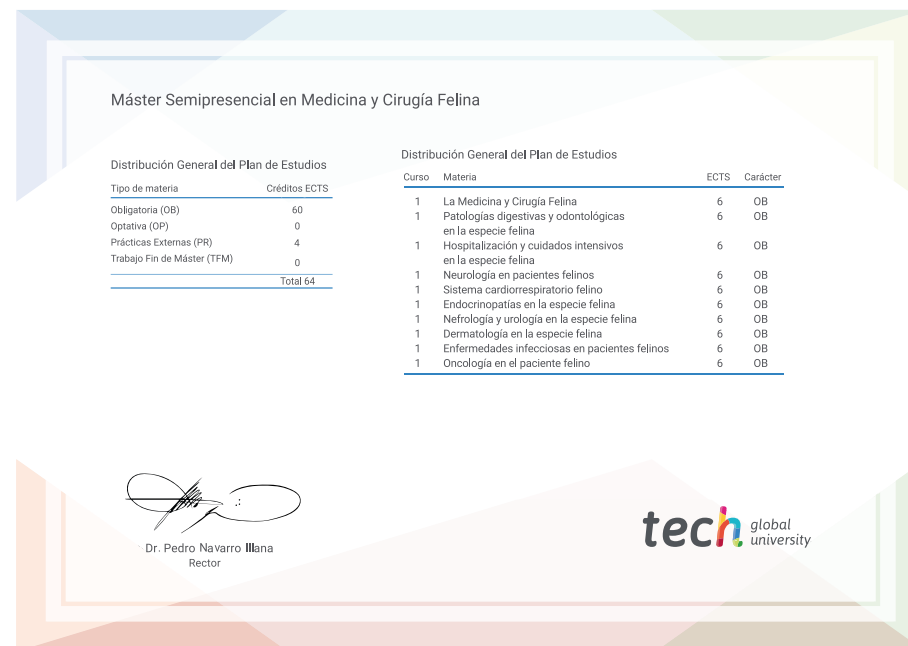 Máster Semipresencial en Medicina y Cirugía Felina
Distribución General del Plan de Estudios
Tipo de materia Créditos ECTS
Obligatoria (OB) 60
Optativa (OP) 0
Prácticas Externas (PR) 4
Trabajo Fin de Máster (TFM) 0
Total 64
Distribución General del Plan de Estudios
Curso Materia ECTS Carácter
1 La Medicina y Cirugía Felina 6 OB
1 Patologías digestivas y odontológicas 6 OB
en la especie felina
1 Hospitalización y cuidados intensivos 6 OB
en la especie felina
1 Neurología en pacientes felinos 6 OB
1 Sistema cardiorrespiratorio felino 6 OB
1 Endocrinopatías en la especie felina 6 OB
1 Nefrología y urología en la especie felina 6 OB
1 Dermatología en la especie felina 6 OB
1 Enfermedades infecciosas en pacientes felinos 6 OB
1 Oncología en el paciente felino 6 OB
Dr. Pedro Navarro Illana
Rector
tech global
university